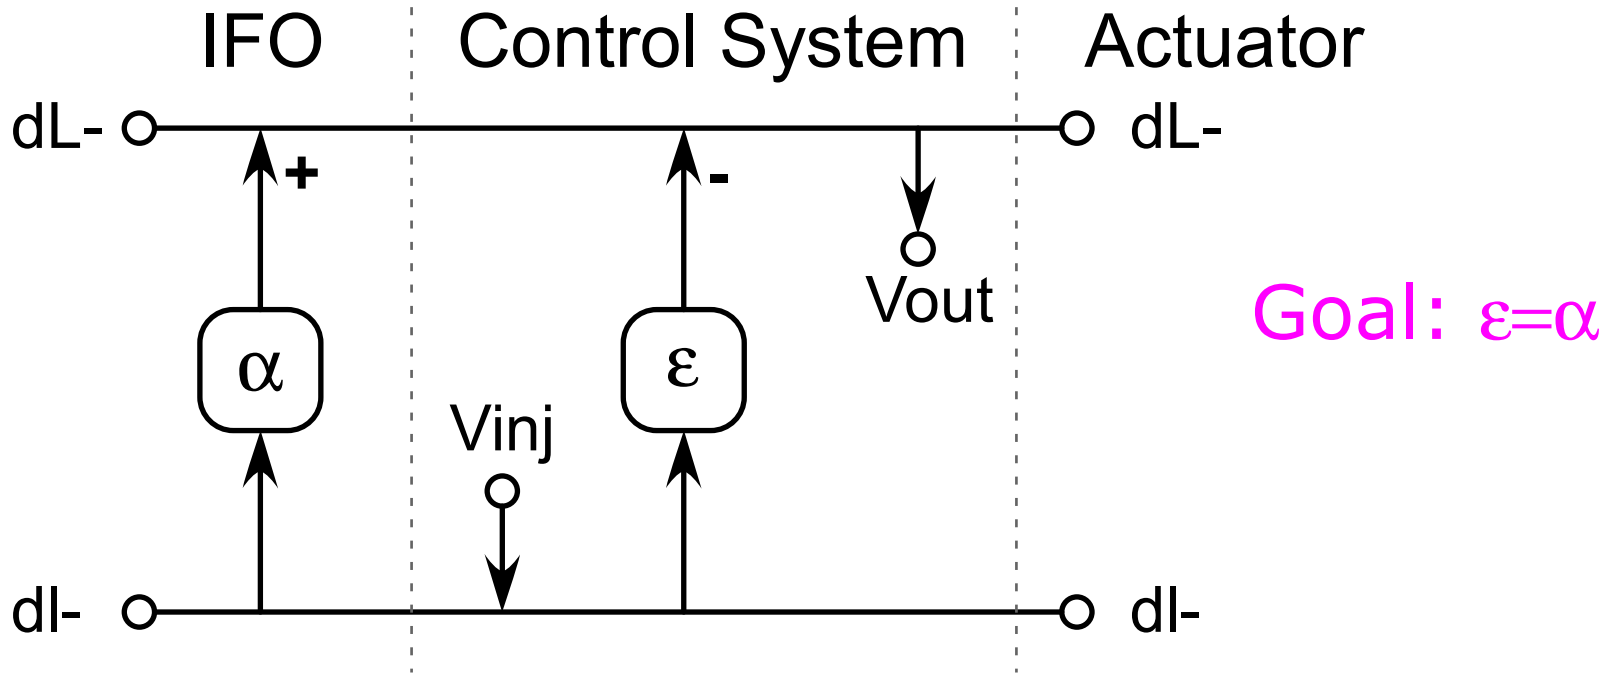 IFO Control System Actuator
dL- dL-
+ -
Vout
Goal: ε=α
α ε
Vinj
dl- dl-